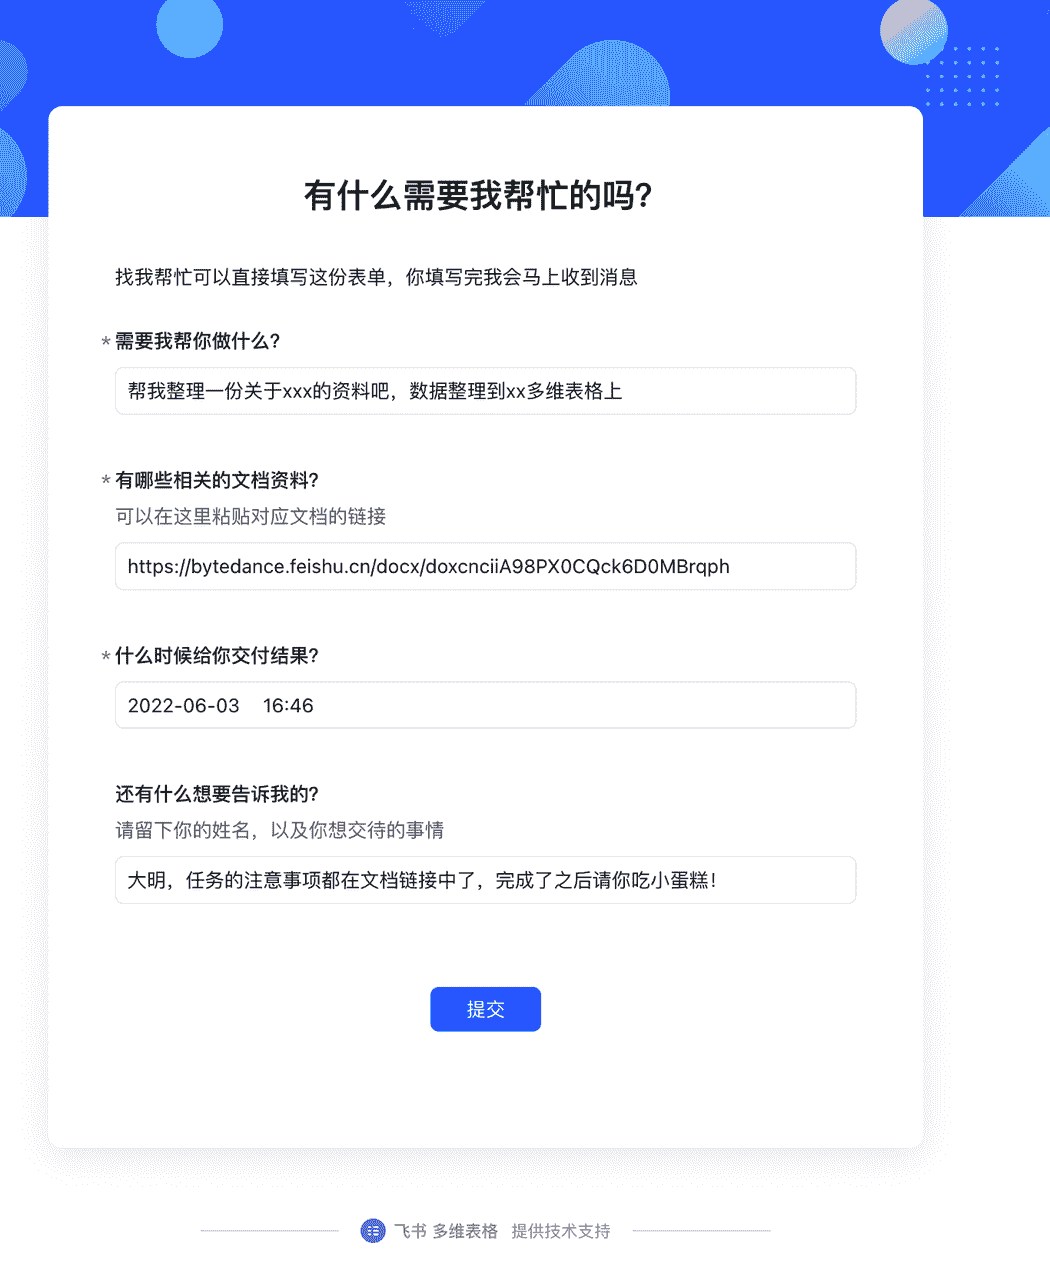 有什么需要我帮忙的吗?
找我帮忙可以直接填写这份表单，你填写完我会马上收到消息
* 需要我帮你做什么?
帮我整理一份关于xxx的资料吧，数据整理到xx多维表格上
* 有哪些相关的文档资料?
可以在这里粘贴对应文档的链接
https://bytedance.feishu.cn/docx/doxcnciiA98PX0CQck6D0MBrqph
* 什么时候给你交付结果?
2022-06-03 16:46
还有什么想要告诉我的?
请留下你的姓名，以及你想交待的事情
大明，任务的注意事项都在文档链接中了，完成了之后请你吃小蛋糕！
提交
飞书 多维表格 提供技术支持